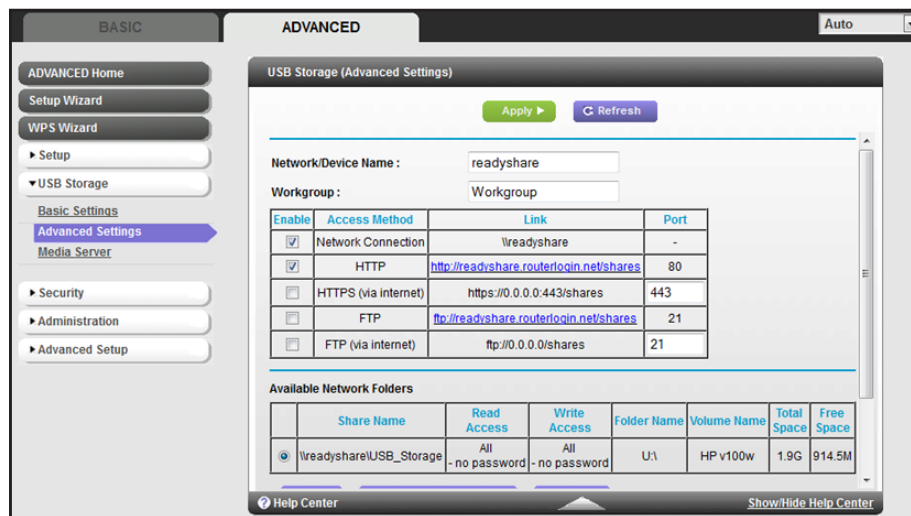 BASIC
ADVANCED
Auto
ADVANCED Home
Setup Wizard
WPS Wizard
Setup
USB Storage
Basic Settings
Advanced Settings
Media Server
Security
Administration
Advanced Setup
USB Storage (Advanced Settings)
Apply
Refresh
Network/Device Name : readyshare
Workgroup : Workgroup
Enable Access Method Link Port
Network Connection \\readyshare -
HTTP http://readyshare.routerlogin.net/shares 80
HTTPS (via internet) https://0.0.0.0:443/shares 443
FTP ftp://readyshare.routerlogin.net/shares 21
FTP (via internet) ftp://0.0.0.0/shares 21
Available Network Folders
Share Name Read Access Write Access Folder Name Volume Name Total Space Free Space
\\readyshare\USB_Storage All - no password All - no password U:\ HP v100w 1.9G 914.5M
Help Center
Show/Hide Help Center